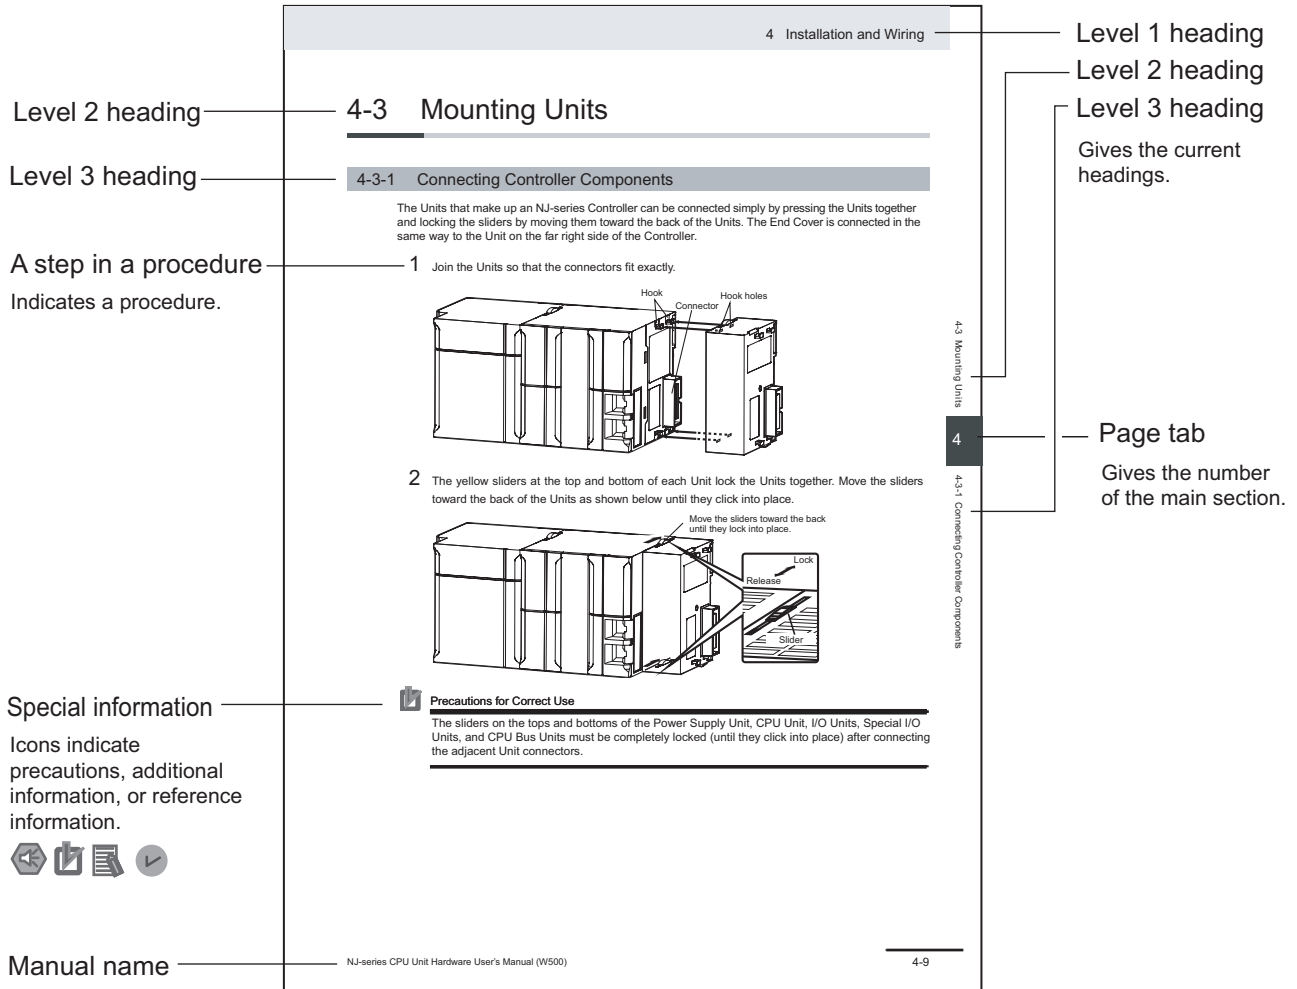 4 Installation and Wiring
Level 1 heading
Level 2 heading
Level 3 heading
Gives the current
headings.
Level 2 heading
4-3 Mounting Units
Level 3 heading
4-3-1 Connecting Controller Components
The Units that make up an NJ-series Controller can be connected simply by pressing the Units together
and locking the sliders by moving them toward the back of the Units. The End Cover is connected in the
same way to the Unit on the far right side of the Controller.
A step in a procedure
Indicates a procedure.
1 Join the Units so that the connectors fit exactly.
Hook
Connector
Hook holes
4-3 Mounting Units
4
Page tab
Gives the number
of the main section.
4-3-1 Connecting Controller Components
2 The yellow sliders at the top and bottom of each Unit lock the Units together. Move the sliders
toward the back of the Units as shown below until they click into place.
Move the sliders toward the back
until they lock into place.
Lock
Release
Slider
Special information
Icons indicate
precautions, additional
information, or reference
information.
Precautions for Correct Use
The sliders on the tops and bottoms of the Power Supply Unit, CPU Unit, I/O Units, Special I/O
Units, and CPU Bus Units must be completely locked (until they click into place) after connecting
the adjacent Unit connectors.
Manual name
NJ-series CPU Unit Hardware User's Manual (W500)
4-9